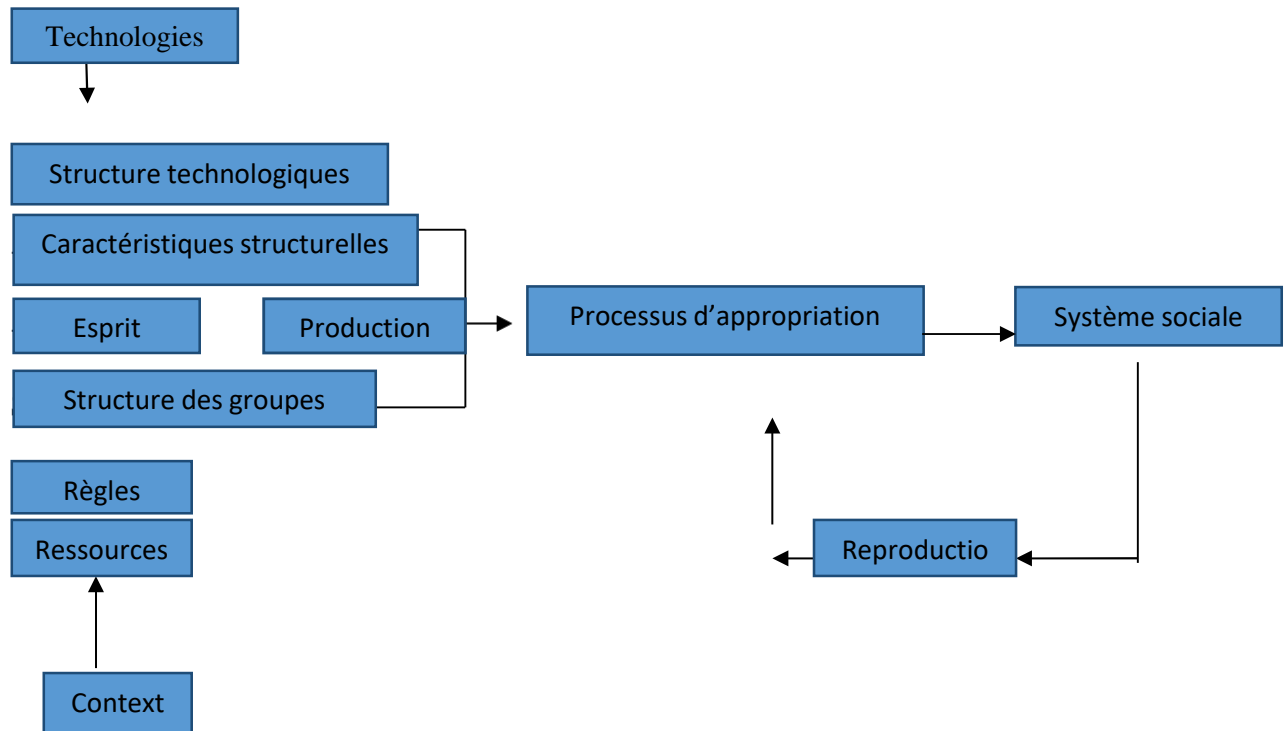 Technologies
Structure technologiques
Caractéristiques structurelles
Esprit
Production
Processus d’appropriation
Système sociale
Structure des groupes
Règles
Ressources
Reproductio
Context